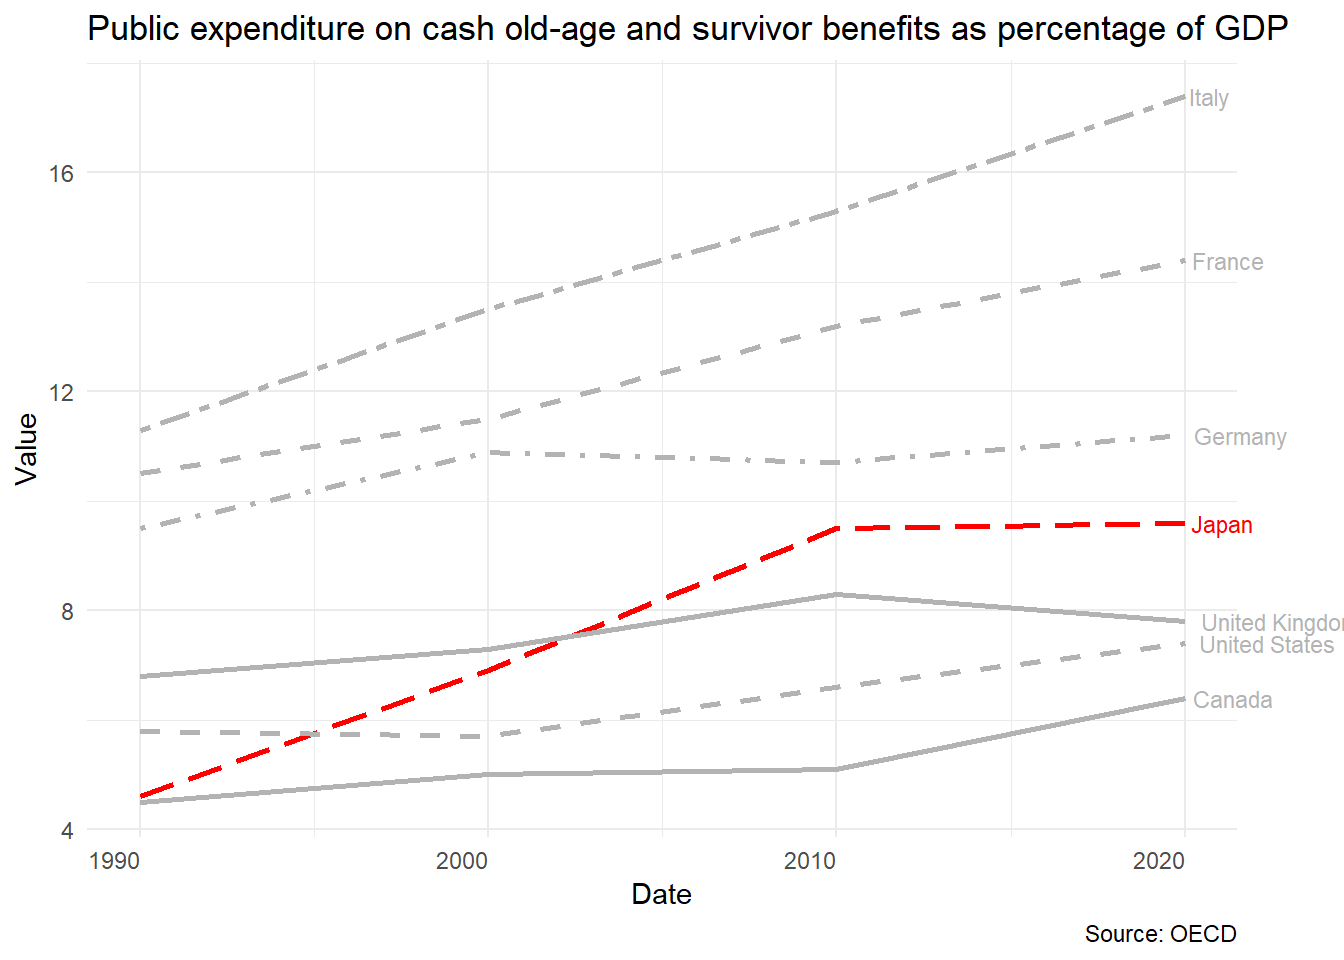 Public expenditure on cash old-age and survivor benefits as percentage of GDP
Italy
16
France
12
Germany
Value
Japan
8
United Kingdo
United States
Canada
4
1990 2000 2010 2020
Date
Source: OECD